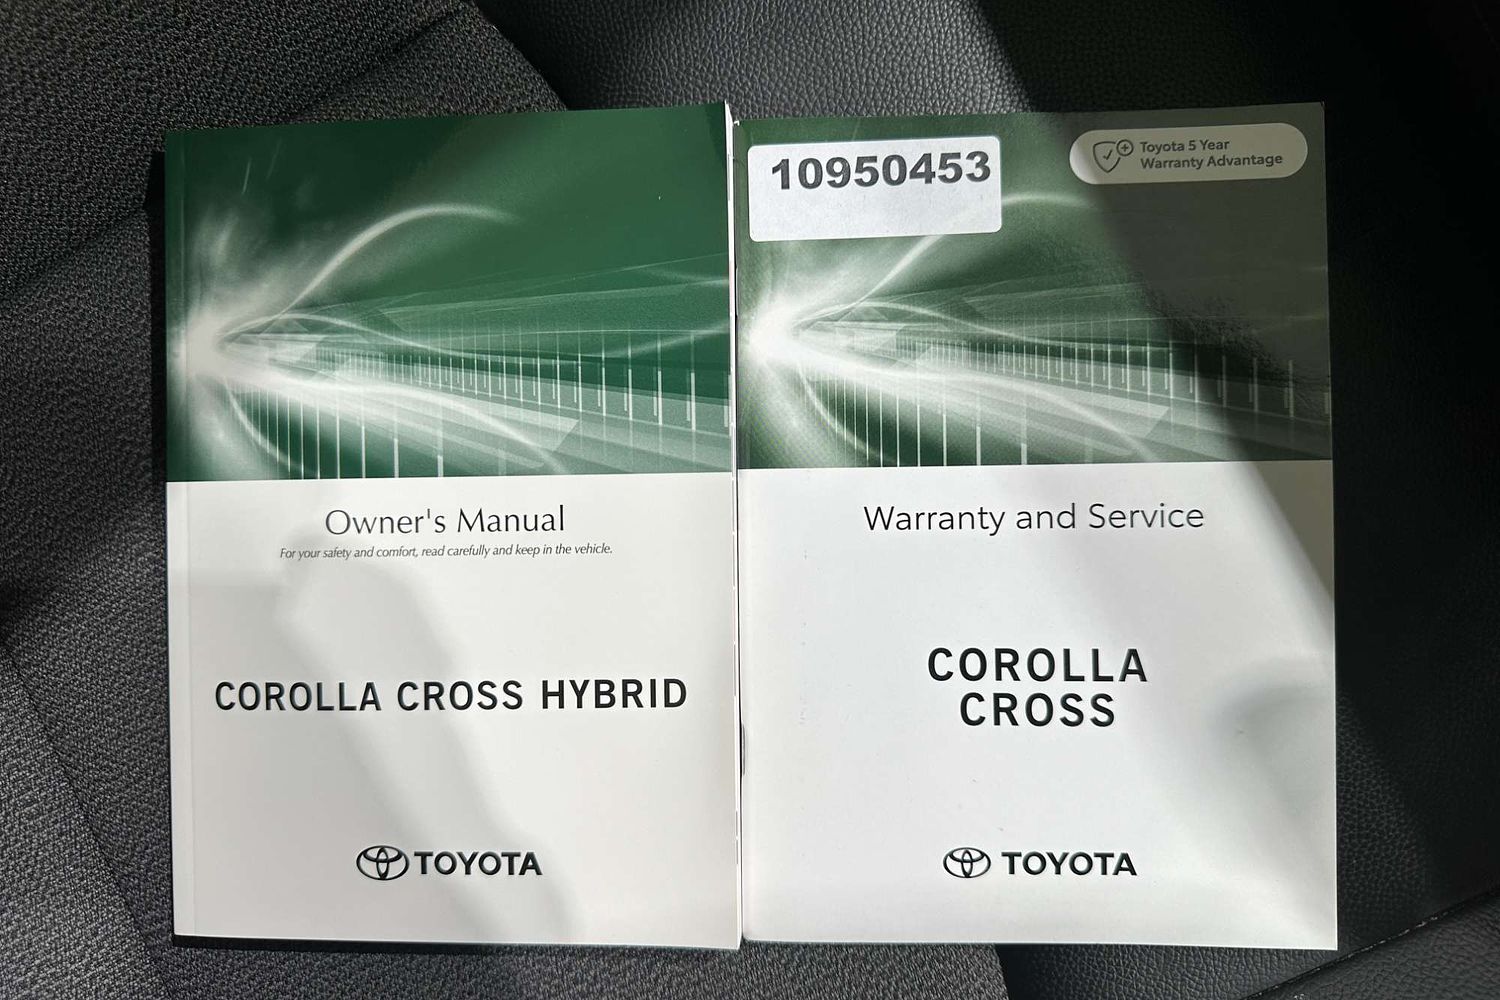 Owner's Manual
For your safety and comfort, read carefully and keep in the vehicle.
COROLLA CROSS HYBRID
TOYOTA
10950453
Toyota 5 Year
Warranty Advantage
Warranty and Service
COROLLA
CROSS
TOYOTA